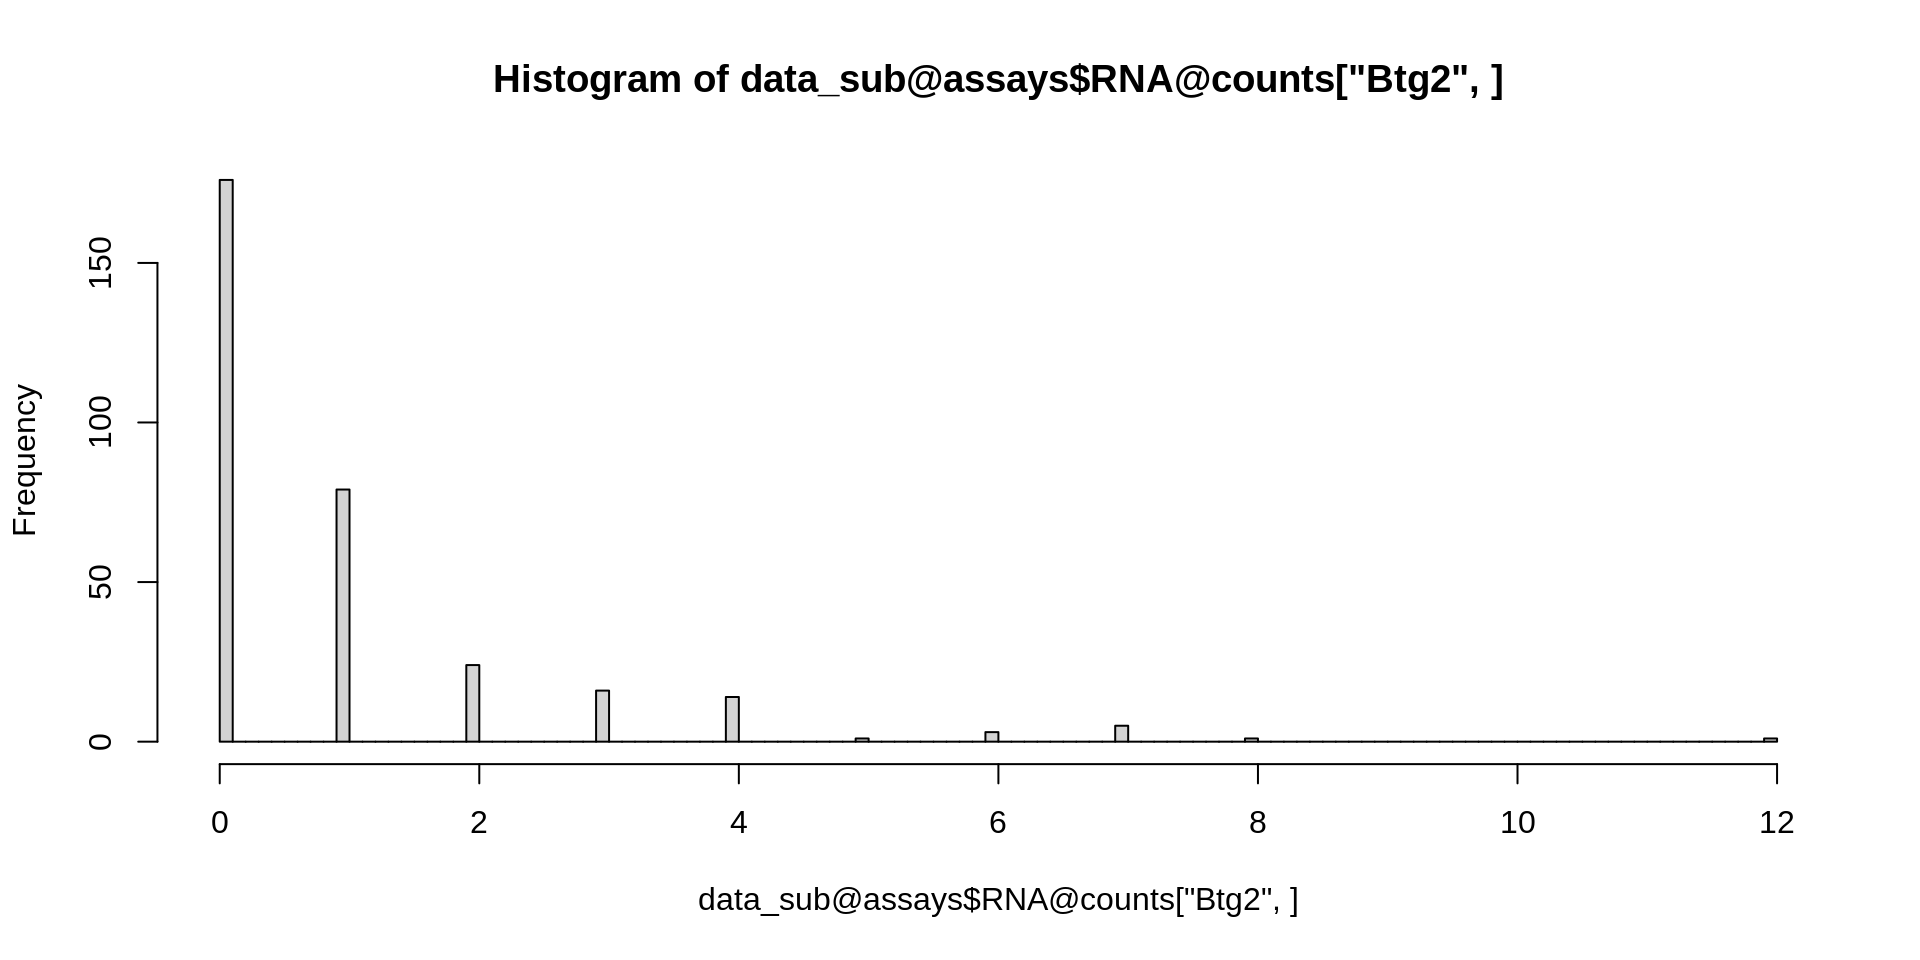 Histogram of data_sub@assays$RNA@counts["Btg2", ]
Frequency
150
100
50
0
0 2 4 6 8 10 12
data_sub@assays$RNA@counts["Btg2", ]